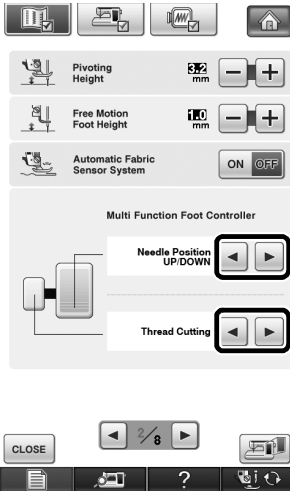 Pivoting
Height
3.2
mm
Free Motion
Foot Height
1.0
mm
Automatic Fabric
Sensor System
ON OFF
Multi Function Foot Controller
Needle Position
UP/DOWN
Thread Cutting
2/8
CLOSE
?